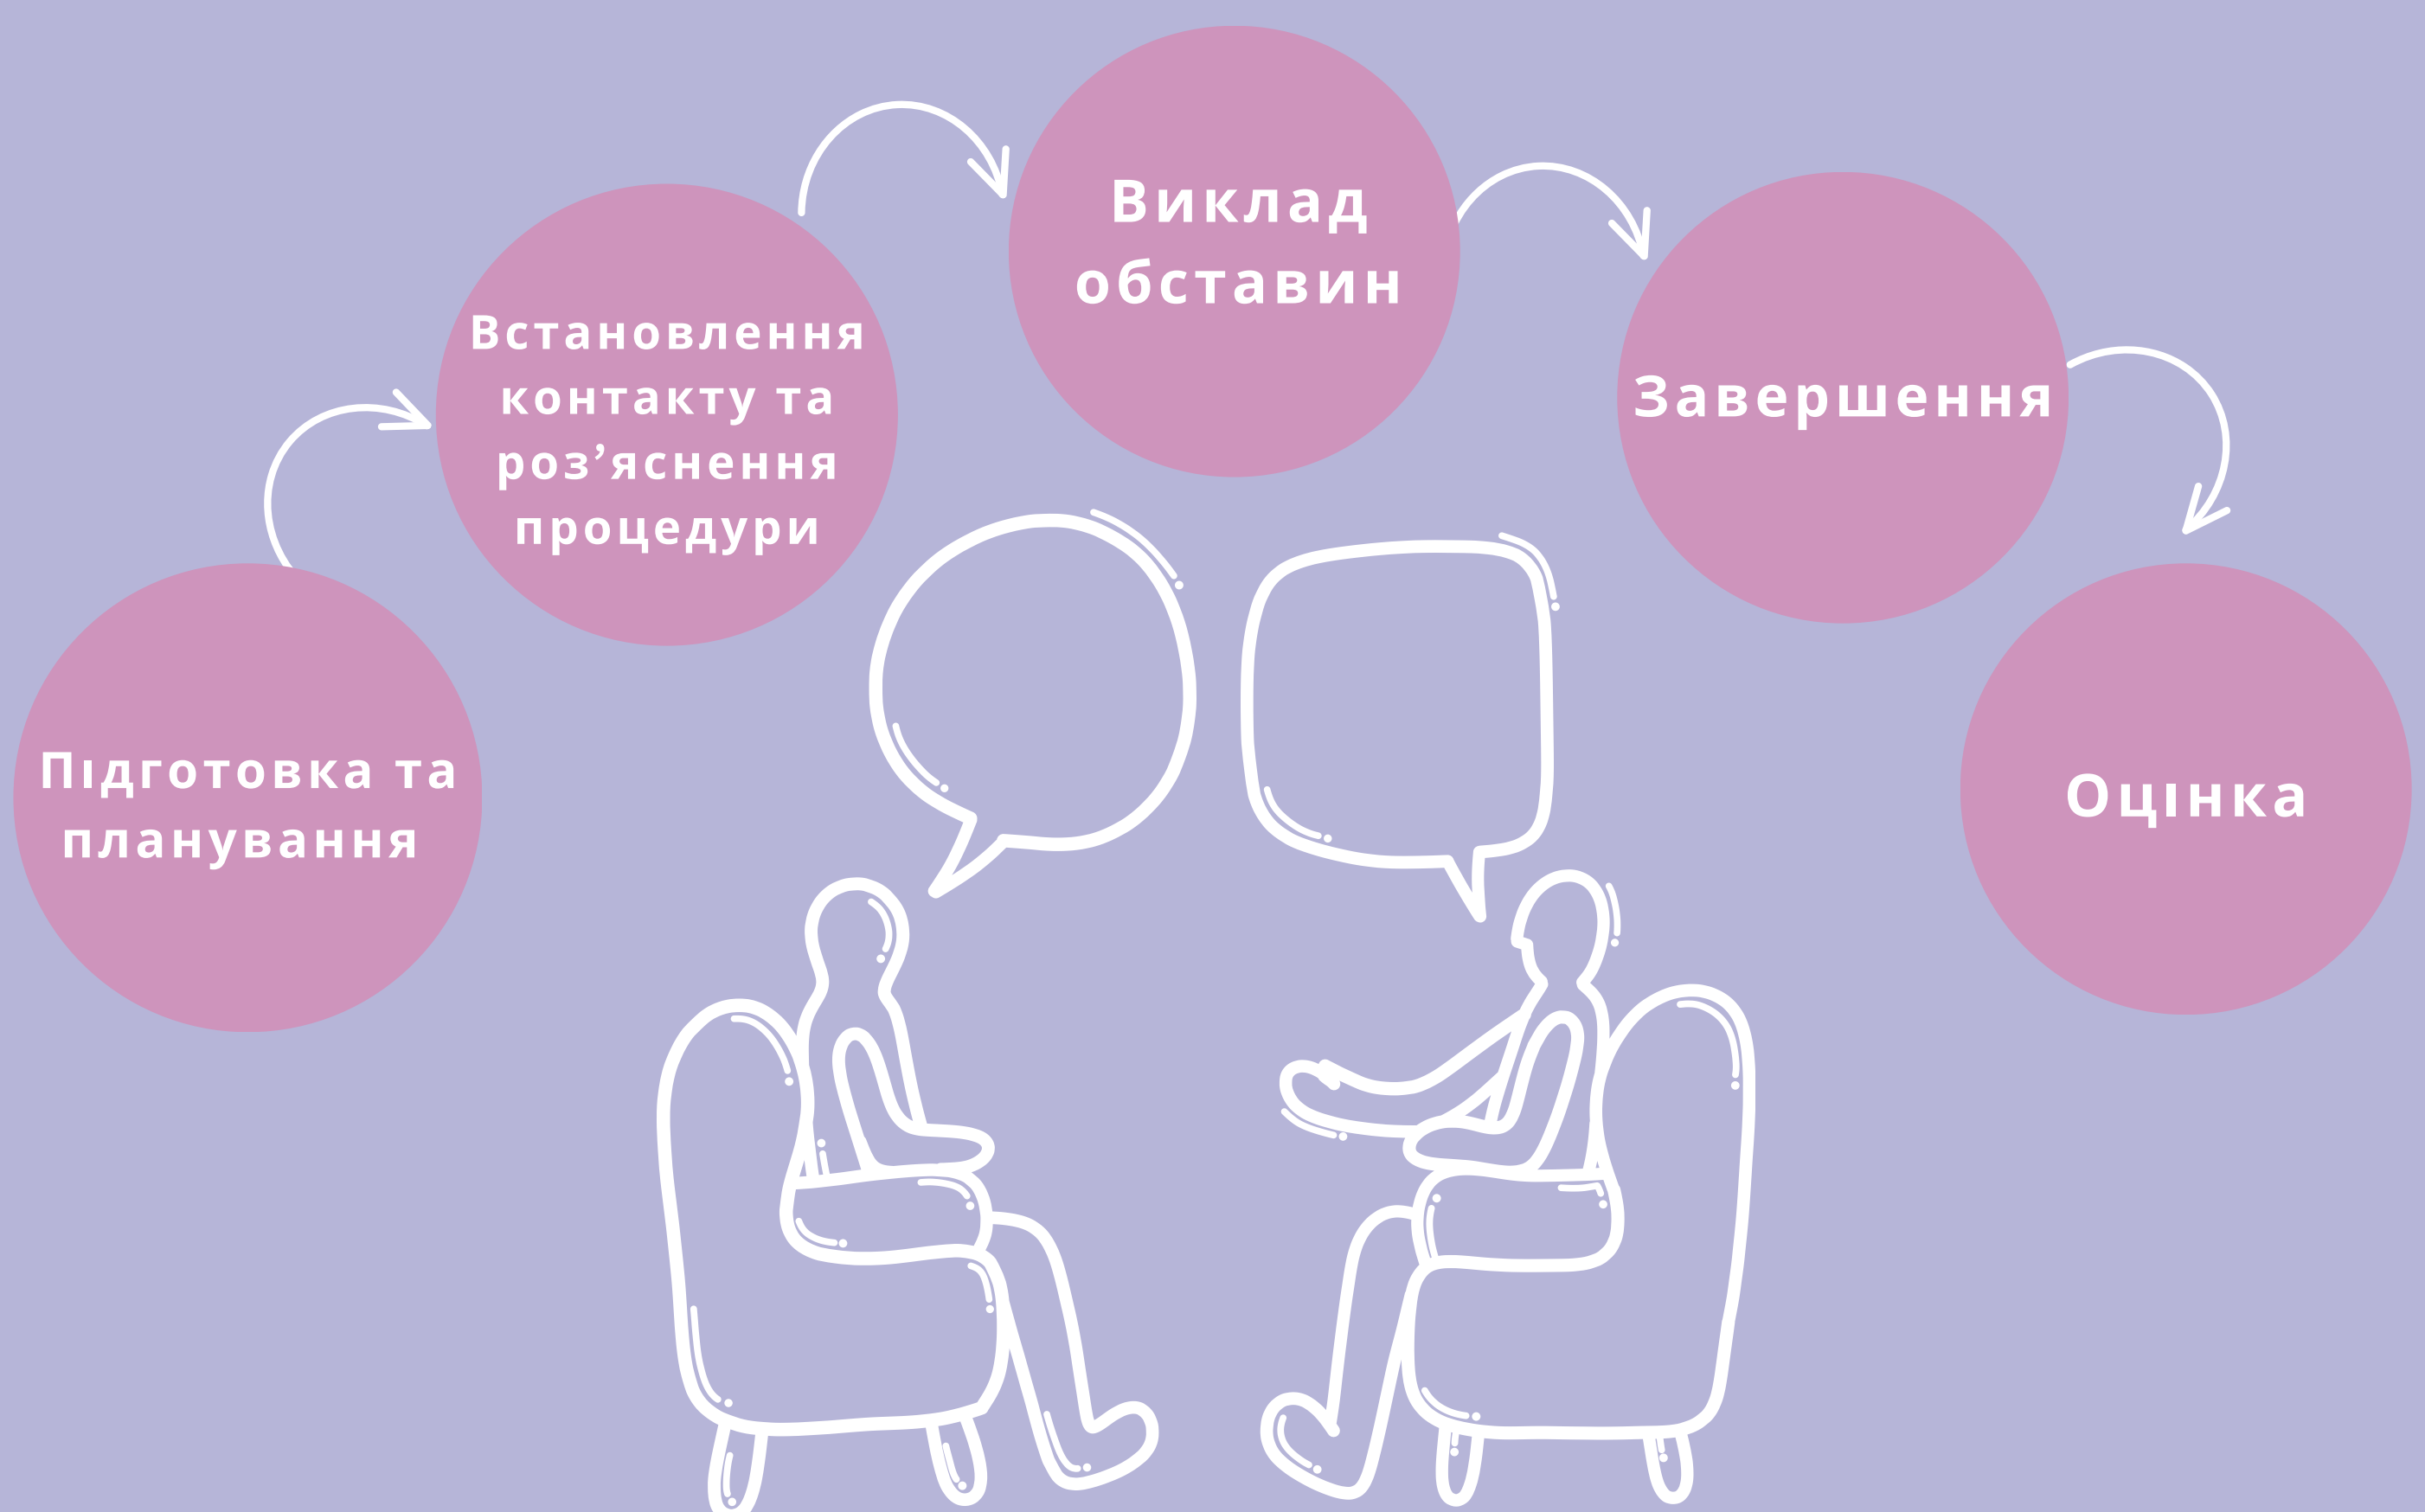 Підготовка та
планування
Встановлення
контакту та
роз’яснення
процедури
Виклад
обставин
Завершення
Оцінка